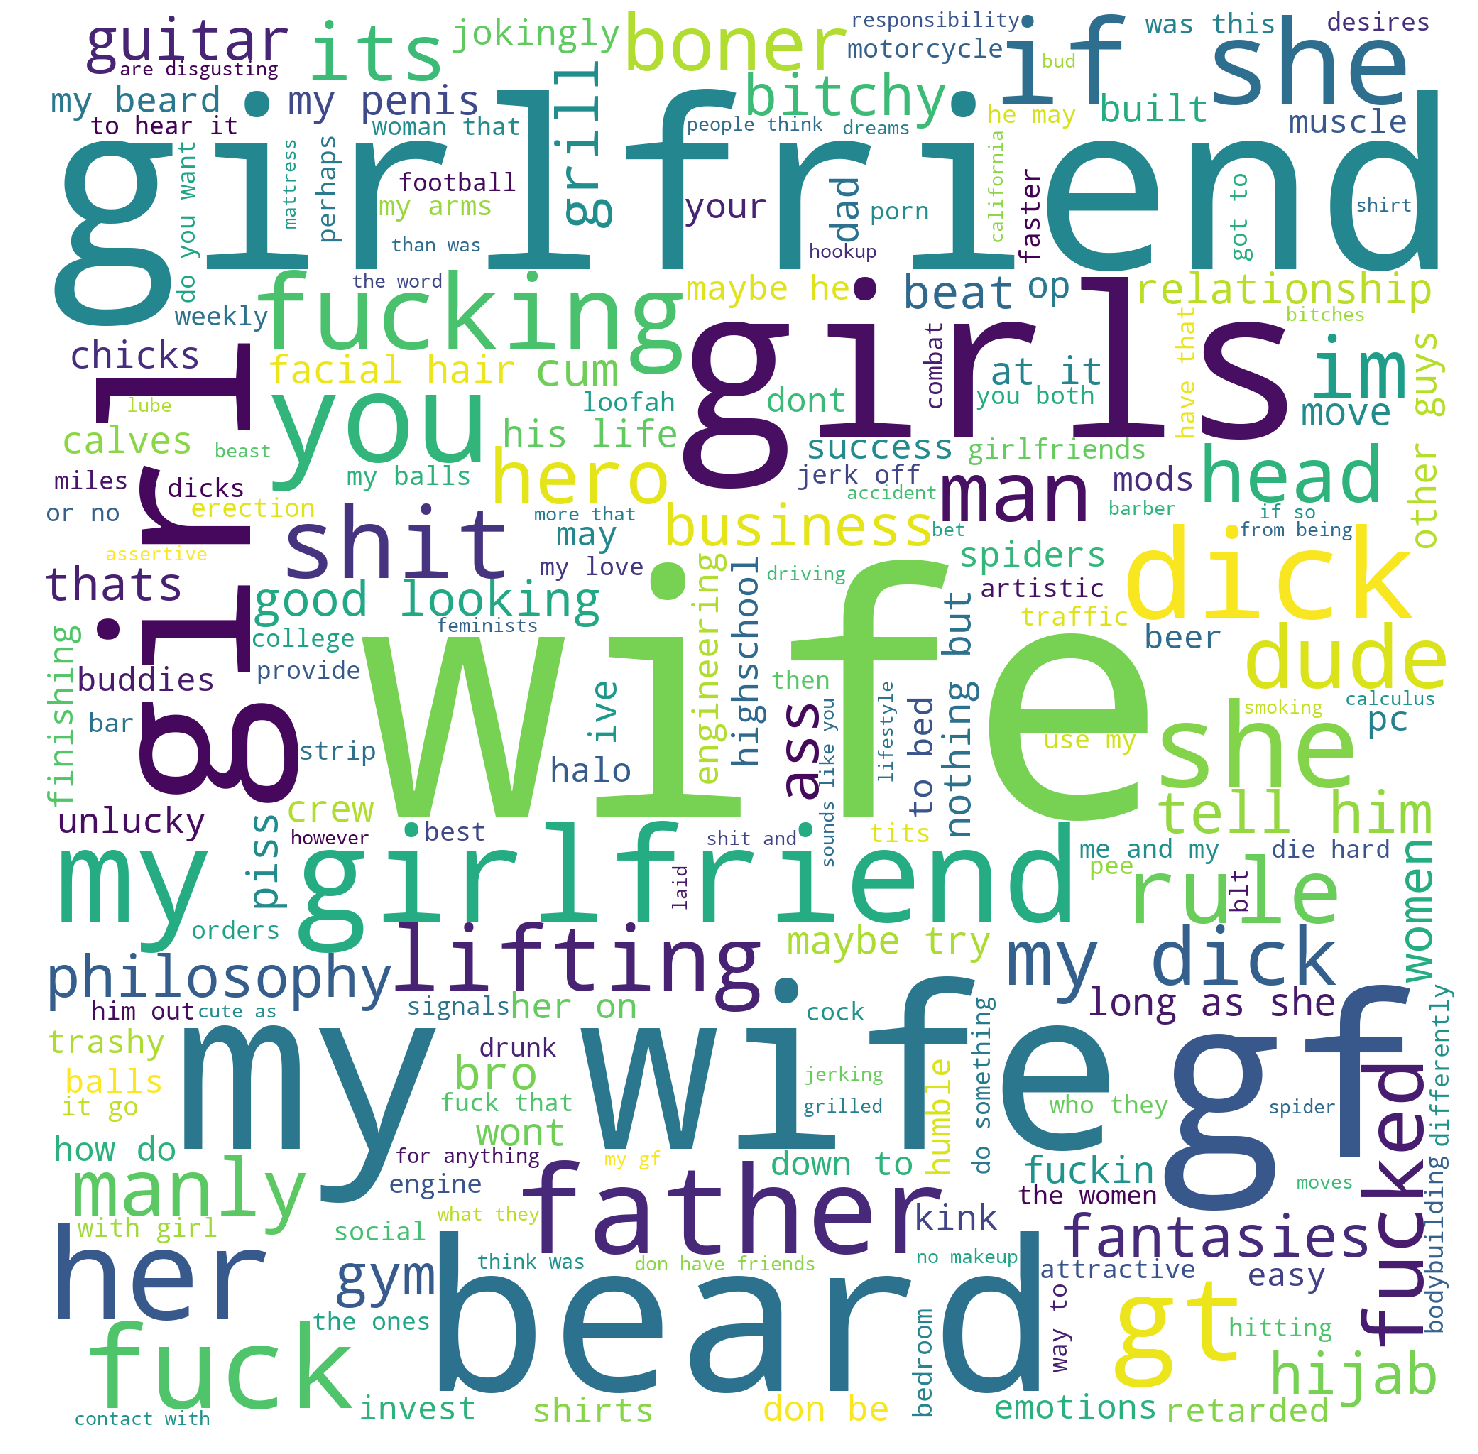 guitar
are disgusting
its
jokingly
boner
responsibility
motorcycle
if she
was this
desires
bud
my beard
my penis
grill
bitchy
he may
built
muscle
to hear it
woman that
people think
dreams
girlfriend
do you want
mattress
perhaps
football
my arms
than was
your
dad
porn
hookup
california
faster
got to
shirt
the word
weekly
fucking
maybe he
beat
op
relationship
bitches
chicks
girl
facial hair
cum
girls
combat
at it
have that
im
other guys
lube
you
loofah
dont
you both
move
calves
beast
his life
success
girlfriends
my balls
hero
jerk off
man
mods
head
miles
dicks
accident
or no
erection
more that
business
bet
barber
if so
from being
assertive
shit
may
my love
engineering
highschool
driving
spiders
dick
thats
good looking
artistic
nothing but
traffic
finishing
college
feminists
wife
beer
dude
buddies
provide
ive
then
ass
sounds like you
lifestyle
to bed
she
smoking
calculus
pc
bar
strip
halo
use my
unlucky
crew
however
best
shit and
tits
tell him
piss
my girlfriend
laid
me and my
pee
die hard
rule
blt
women
orders
lifting
maybe try
my dick
philosophy
him out
cute as
signals
her on
cock
do something
long as she
bodybuilding differently
trashy
my wife
drunk
bro
jerking
gf
balls
it go
fuck that
grilled
humble
who they
spider
fucked
how do
wont
for anything
my gf
down to
fuckin
manly
engine
father
the women
moves
with girl
social
what they
kink
fantasies
her
gym
think was
don have friends
no makeup
attractive
easy
beard
fuck
the ones
bedroom
way to
gt
hitting
hijab
contact with
invest
shirts
don be
emotions
retarded